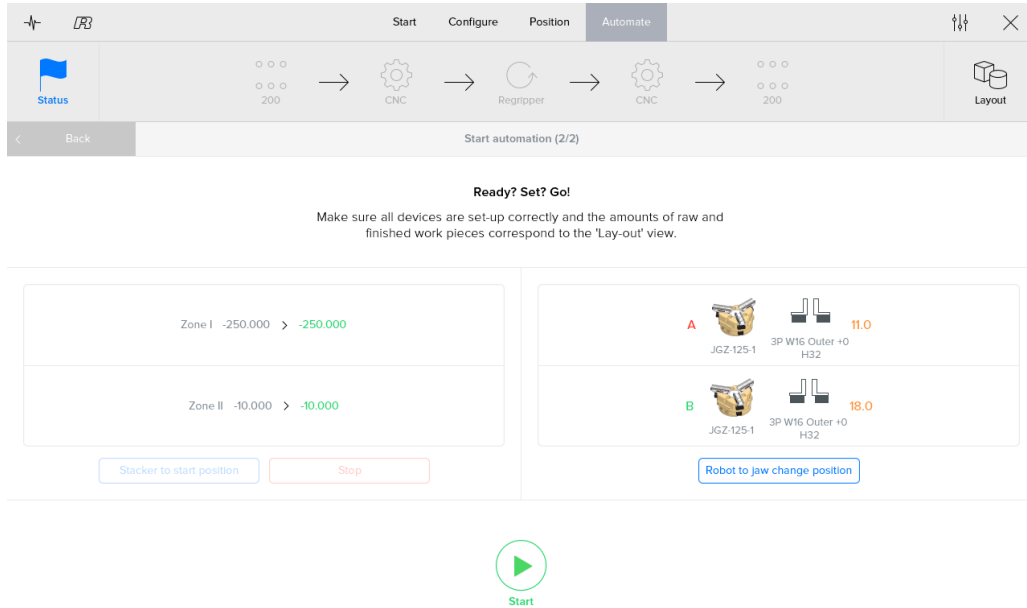 Start Configure Position Automate
Status
200
CNC
Regripper
CNC
200
Layout
Back
Start automation (2/2)
Ready? Set? Go!
Make sure all devices are set-up correctly and the amounts of raw and
finished work pieces correspond to the 'Lay-out' view.
Zone I -250.000 > -250.000
Zone II -10.000 > -10.000
Stacker to start position
Stop
A
JGZ-125-1
3P W16 Outer +0
H32
11.0
B
JGZ-125-1
3P W16 Outer +0
H32
18.0
Robot to jaw change position
Start